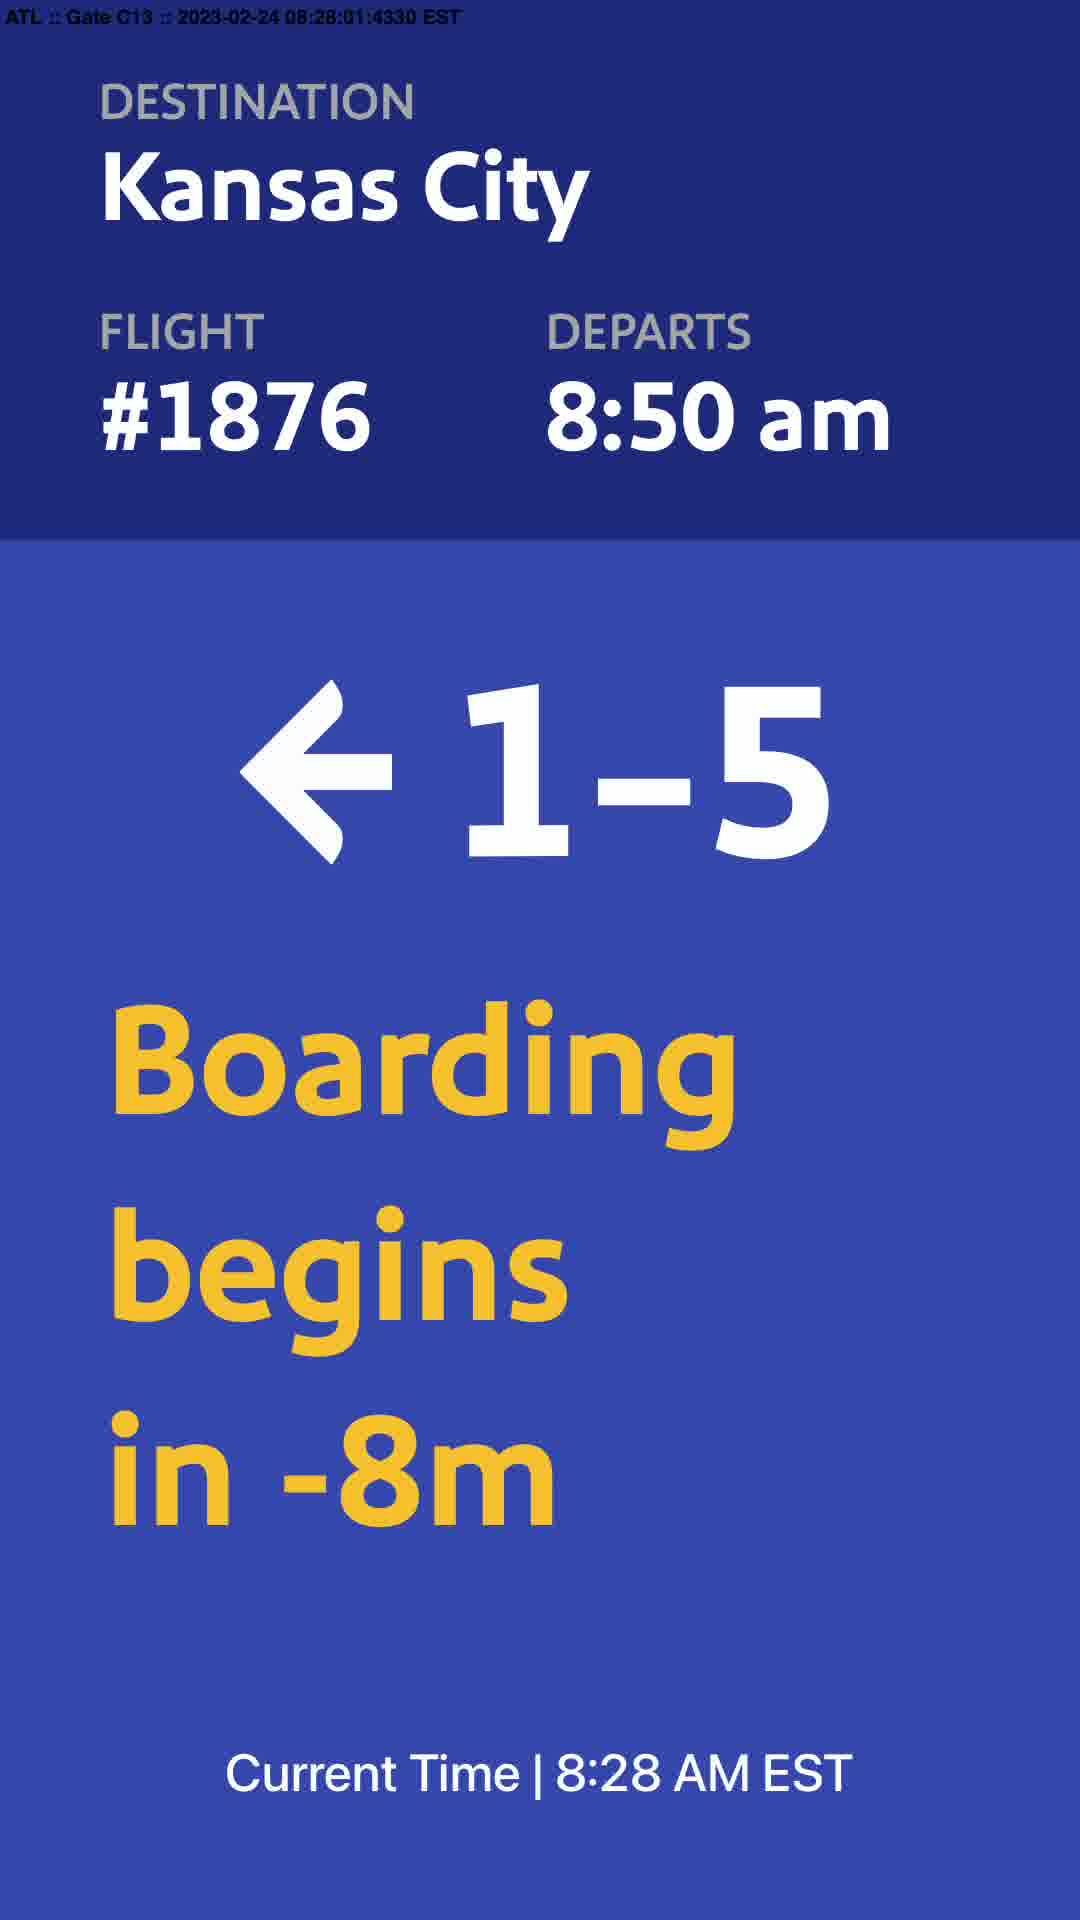 ATL :: Gate C13 :: 2023-02-24 08:28:01:4330 EST
DESTINATION
Kansas City
FLIGHT DEPARTS
#1876 8:50 am
← 1–5
Boarding
begins
in -8m
Current Time | 8:28 AM EST